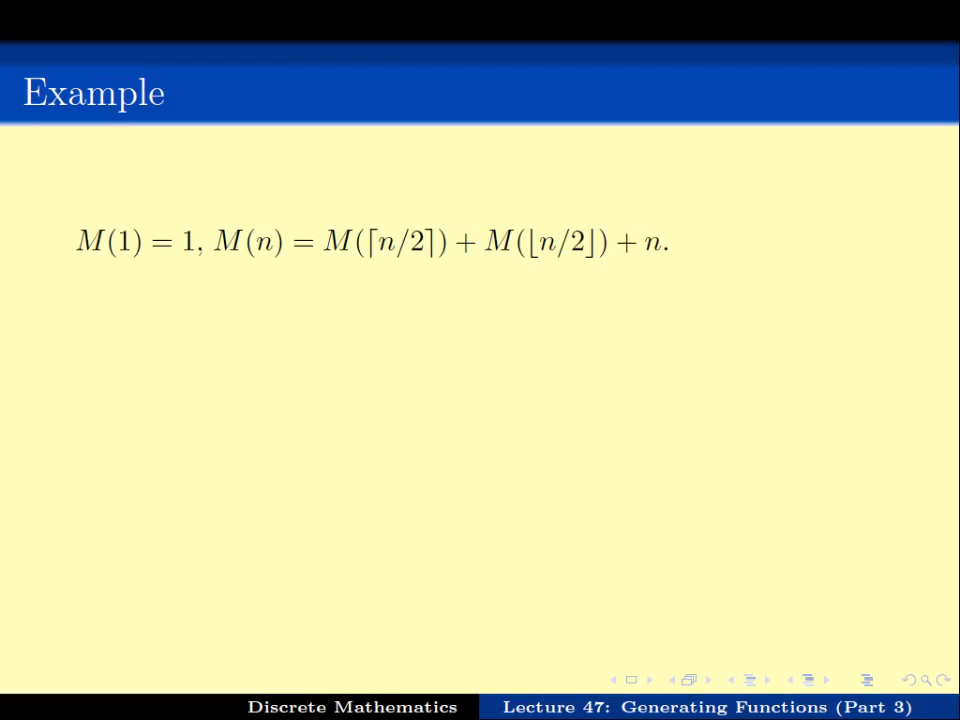 Example
M(1) = 1, M(n) = M(⌈n/2⌉) + M(⌊n/2⌋) + n.
Discrete Mathematics
Lecture 47: Generating Functions (Part 3)